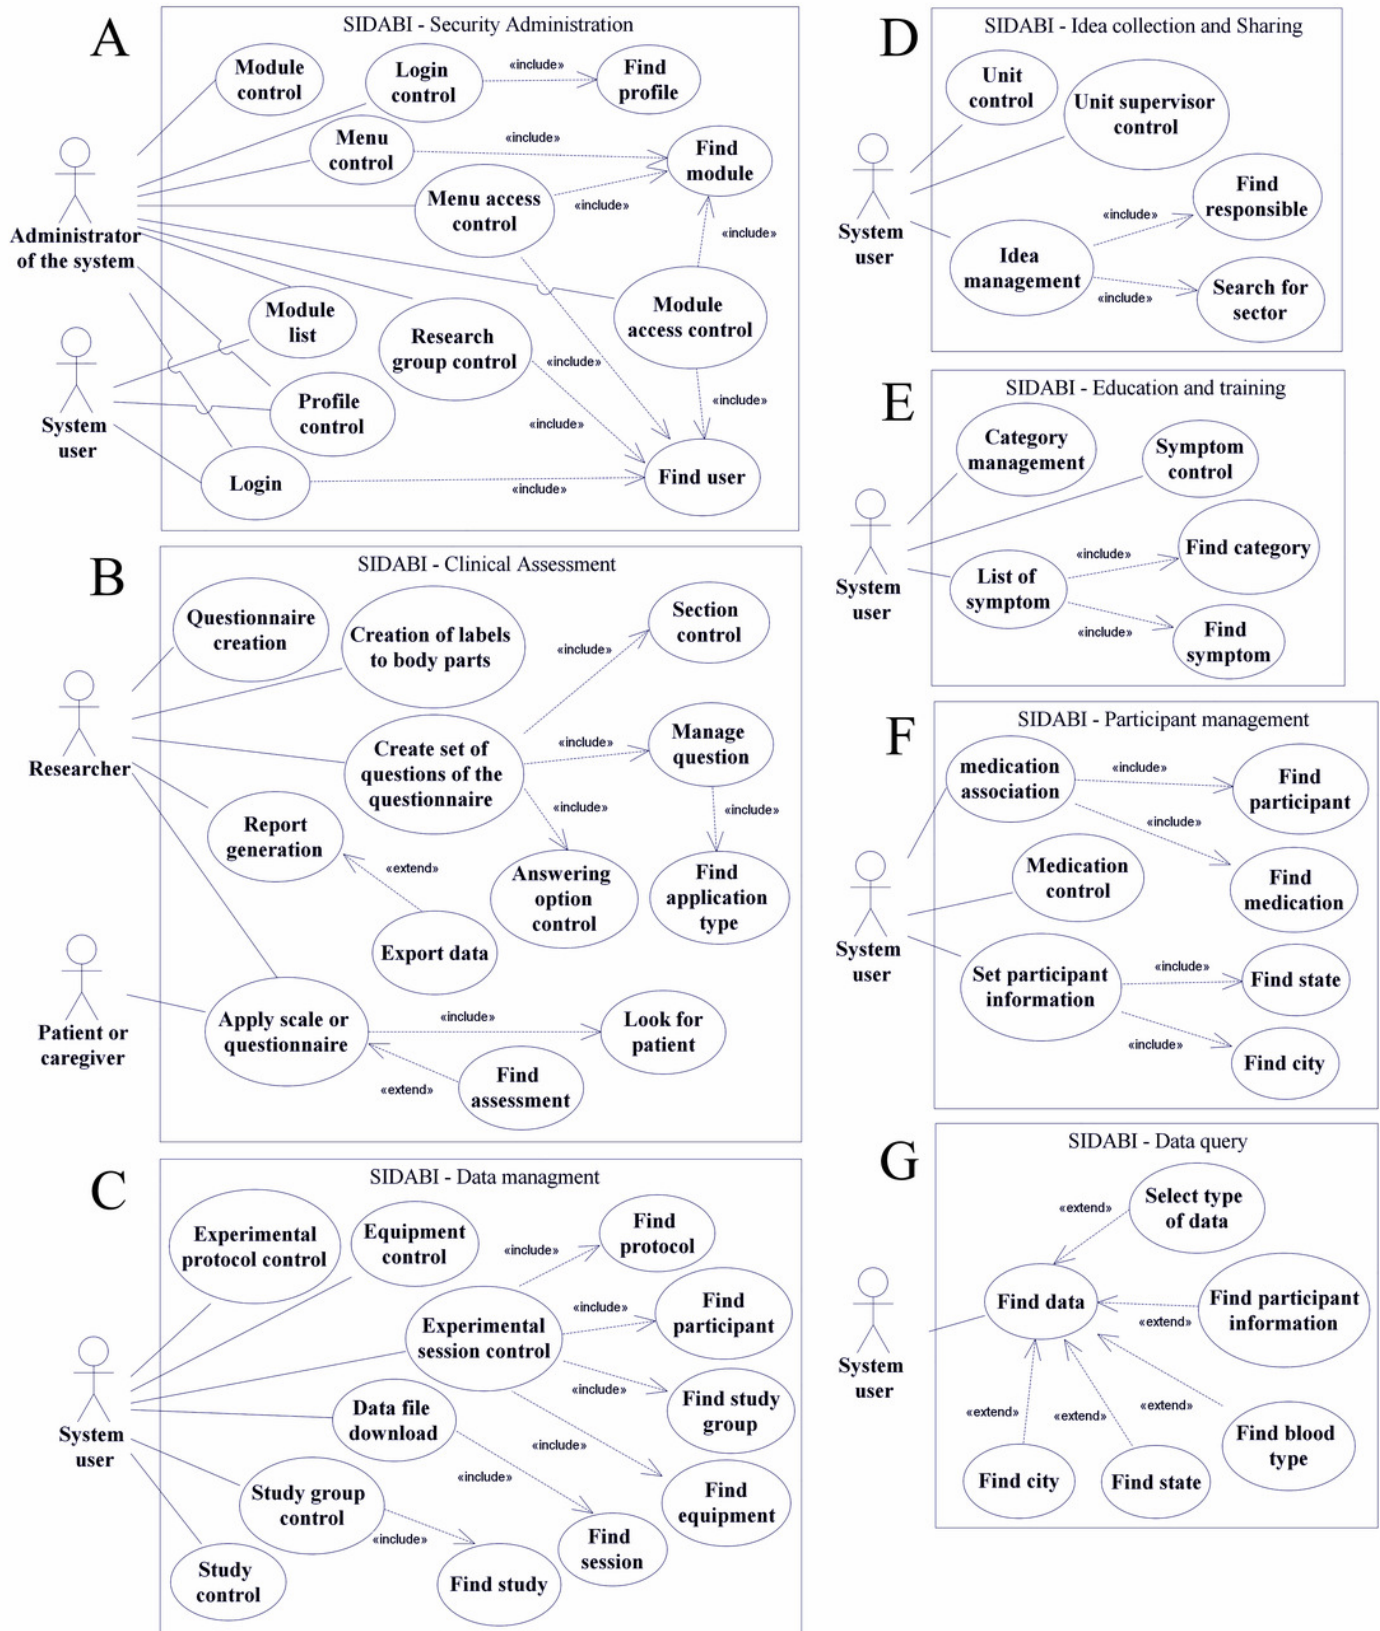 A
SIDABI - Security Administration
Module
control
Login
control
«include»
Find
profile
Menu
control
«include»
Find
module
Menu access
control
«include»
«include»
Administrator
of the system
Module
list
Research
group control
Module
access control
«include»
«include»
System
user
Profile
control
«include»
Login
«include»
Find user
B
SIDABI - Clinical Assessment
Questionnaire
creation
Creation of labels
to body parts
Section
control
«include»
Researcher
Create set of
questions of the
questionnaire
«include»
Manage
question
«include»
«include»
Report
generation
«extend»
Answering
option
control
Find
application
type
Export data
Patient or
caregiver
Apply scale or
questionnaire
«include»
Look for
patient
«extend»
Find
assessment
C
SIDABI - Data managment
Experimental
protocol control
Equipment
control
Find
protocol
«include»
Experimental
session control
«include»
Find
participant
«include»
Find study
group
System
user
Data file
download
«include»
«include»
Find
equipment
Study group
control
«include»
Find
session
Study
control
Find study
D
SIDABI - Idea collection and Sharing
Unit
control
Unit supervisor
control
System
user
Find
responsible
«include»
Idea
management
«include»
Search for
sector
E
SIDABI - Education and training
Category
management
Symptom
control
System
user
«include»
Find category
List of
symptom
«include»
Find
symptom
F
SIDABI - Participant management
medication
association
«include»
Find
participant
«include»
Medication
control
Find
medication
System
user
Set participant
information
«include»
Find state
«include»
Find city
G
SIDABI - Data query
Select type
of data
«extend»
Find data
Find participant
information
«extend»
System
user
«extend»
«extend»
«extend»
Find blood
type
Find city
Find state